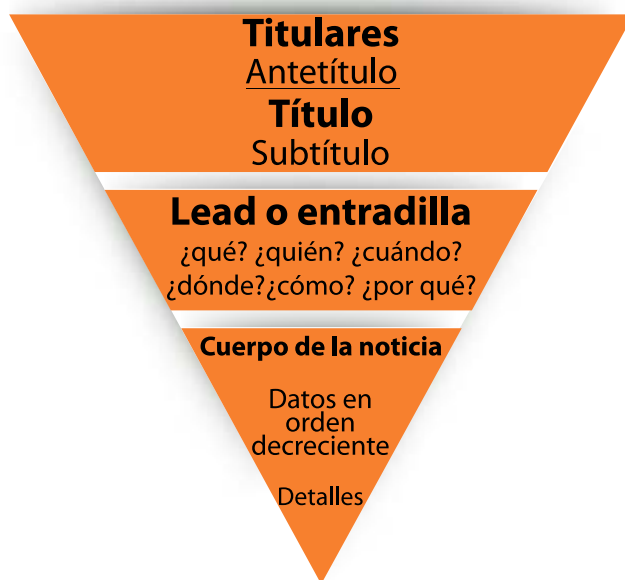 Titulares
Antetítulo
Título
Subtítulo
Lead o entradilla
¿qué? ¿quién? ¿cuándo?
¿dónde?¿cómo? ¿por qué?
Cuerpo de la noticia
Datos en
orden
decreciente
Detalles